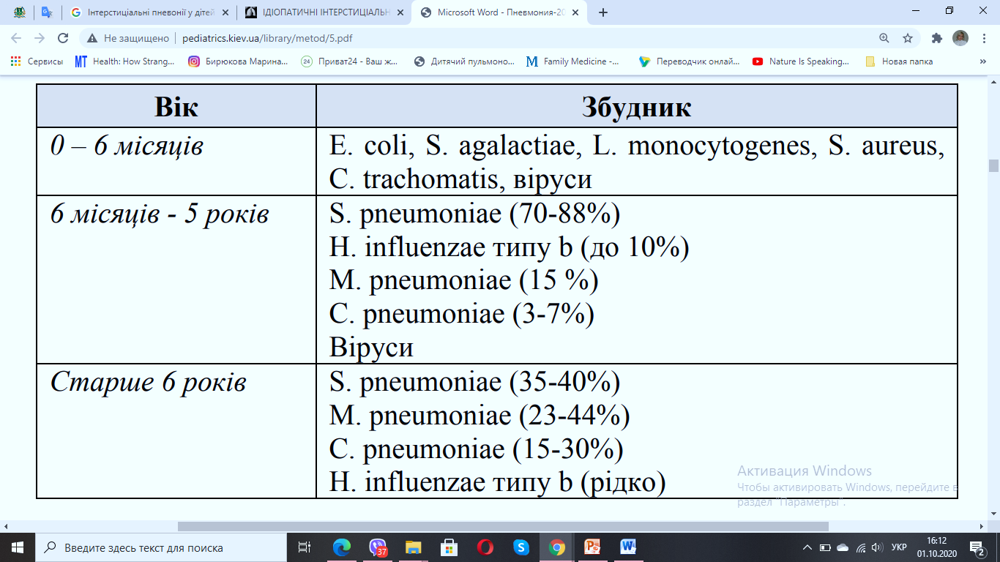 Інтерстиціальні пневонії у дітей
ІДІОПАТИЧНІ ІНТЕРСТИЦІАЛЬН
Microsoft Word - Пневмония-20
Не защищено
pediatrics.kiev.ua/library/metod/5.pdf
Сервисы
Health: How Strang...
Бирюкова Марина...
24
Приват24 - Ваш ж...
Дитячий пульмоно...
Family Medicine -...
Переводчик онлай...
Nature Is Speaking...
Новая папка
Вік
Збудник
0 – 6 місяців
E. coli, S. agalactiae, L. monocytogenes, S. aureus,
C. trachomatis, віруси
6 місяців - 5 років
S. pneumoniae (70-88%)
H. influenzae типу b (до 10%)
M. pneumoniae (15 %)
C. pneumoniae (3-7%)
Віруси
Старше 6 років
S. pneumoniae (35-40%)
M. pneumoniae (23-44%)
C. pneumoniae (15-30%)
H. influenzae типу b (рідко)
Активация Windows
Чтобы активировать Windows, перейдите в
раздел "Параметры".
Введите здесь текст для поиска
37
УКР
16:12
01.10.2020
2